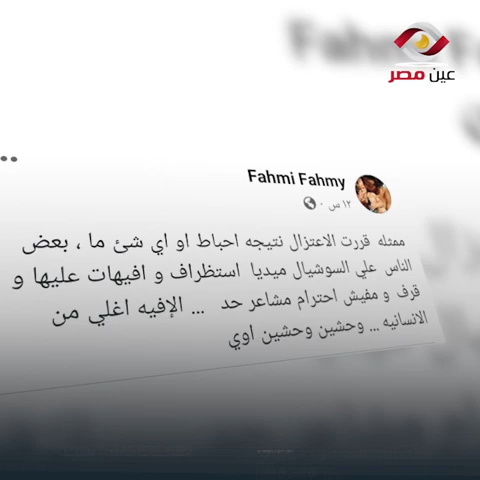 عين مصر
Fahmi Fahmy
١٢ س
ممثله قررت الاعتزال نتيجه احباط او اي شئ ما ، بعض
الناس علي السوشيال ميديا استظراف و افيهات عليها و
قرف و مفيش احترام مشاعر حد ... الإفيه اغلي من
الانسانيه ... وحشين وحشين اوي